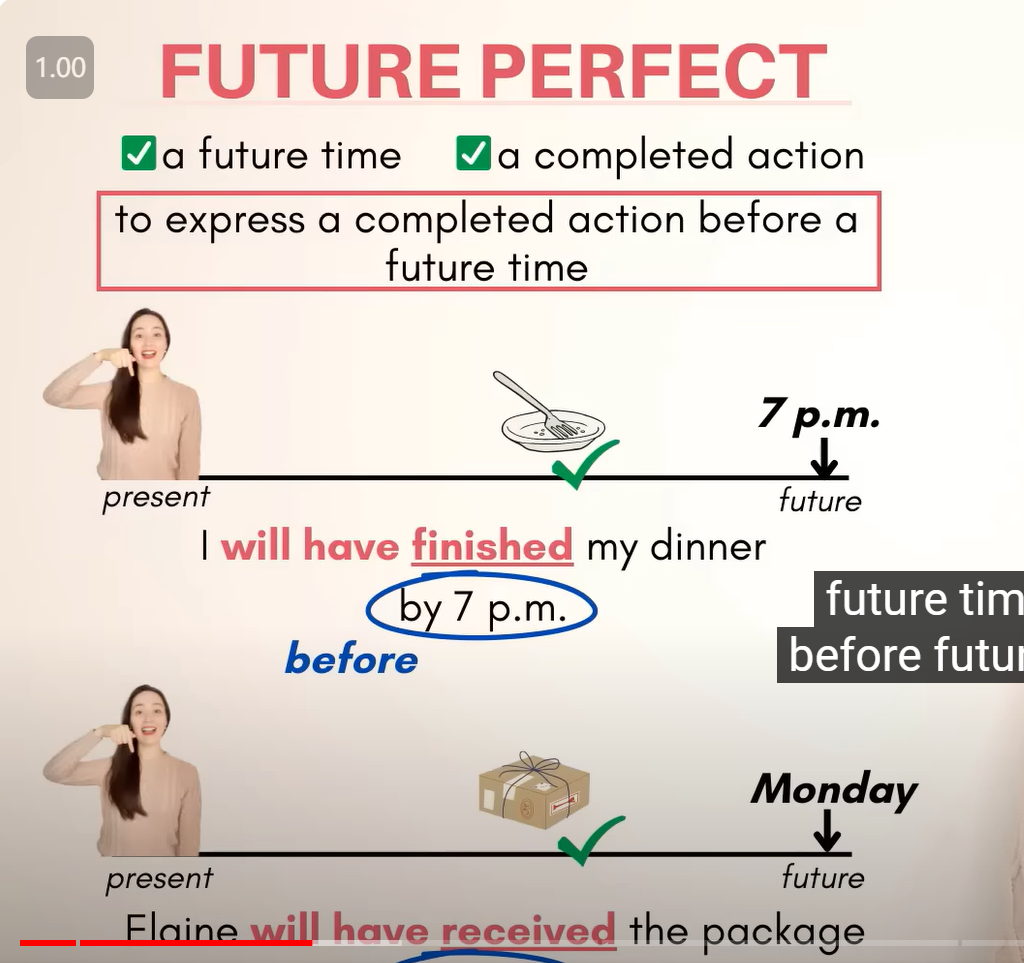 1.00
FUTURE PERFECT
a future time
a completed action
to express a completed action before a
future time
7 p.m.
present
future
I will have finished my dinner
by 7 p.m.
future tim
before
before futur
Monday
present
future
Elaine will have received the package